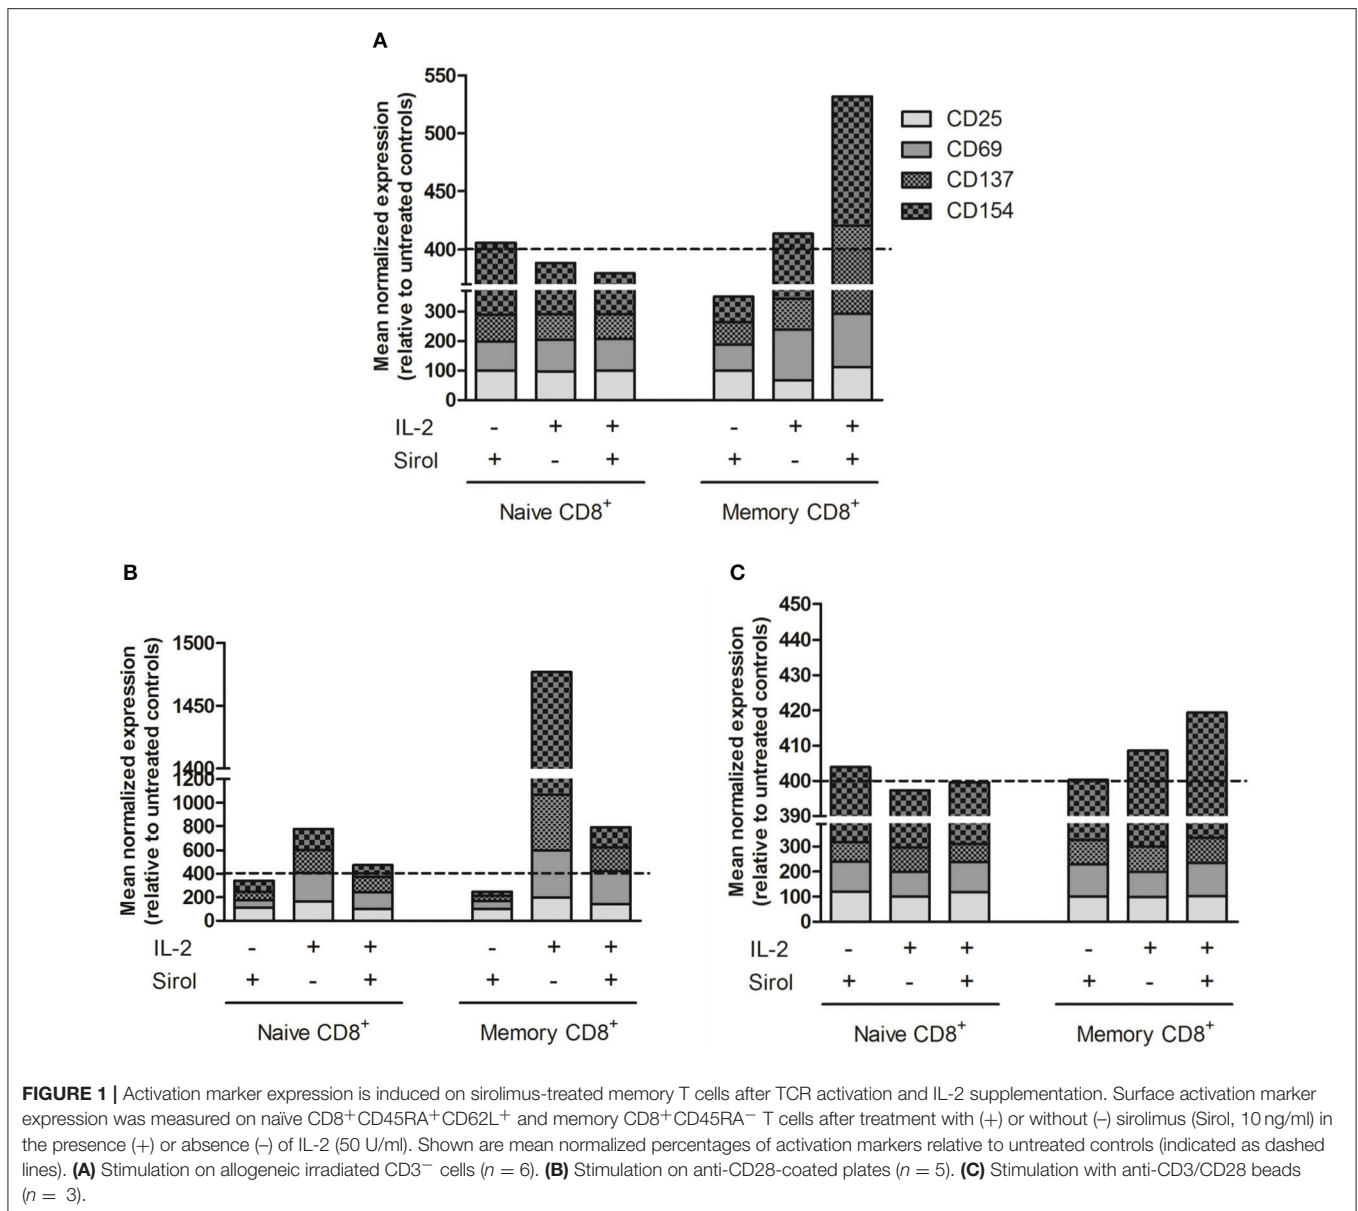 A
Mean normalized expression
(relative to untreated controls)
550
500
450
400
300
200
100
0
CD25
CD69
CD137
CD154
IL-2 - + + - + +
Sirol + - + + - +
Naive CD8+ Memory CD8+
B
Mean normalized expression
(relative to untreated controls)
1500
1450
1400
1200
1000
800
600
400
200
0
IL-2 - + + - + +
Sirol + - + + - +
Naive CD8+ Memory CD8+
C
Mean normalized expression
(relative to untreated controls)
450
440
430
420
410
400
390
300
200
100
0
IL-2 - + + - + +
Sirol + - + + - +
Naive CD8+ Memory CD8+
FIGURE 1 | Activation marker expression is induced on sirolimus-treated memory T cells after TCR activation and IL-2 supplementation. Surface activation marker
expression was measured on naïve CD8+CD45RA+CD62L+ and memory CD8+CD45RA− T cells after treatment with (+) or without (–) sirolimus (Sirol, 10 ng/ml) in
the presence (+) or absence (–) of IL-2 (50 U/ml). Shown are mean normalized percentages of activation markers relative to untreated controls (indicated as dashed
lines). (A) Stimulation on allogeneic irradiated CD3− cells (n = 6). (B) Stimulation on anti-CD28-coated plates (n = 5). (C) Stimulation with anti-CD3/CD28 beads
(n = 3).